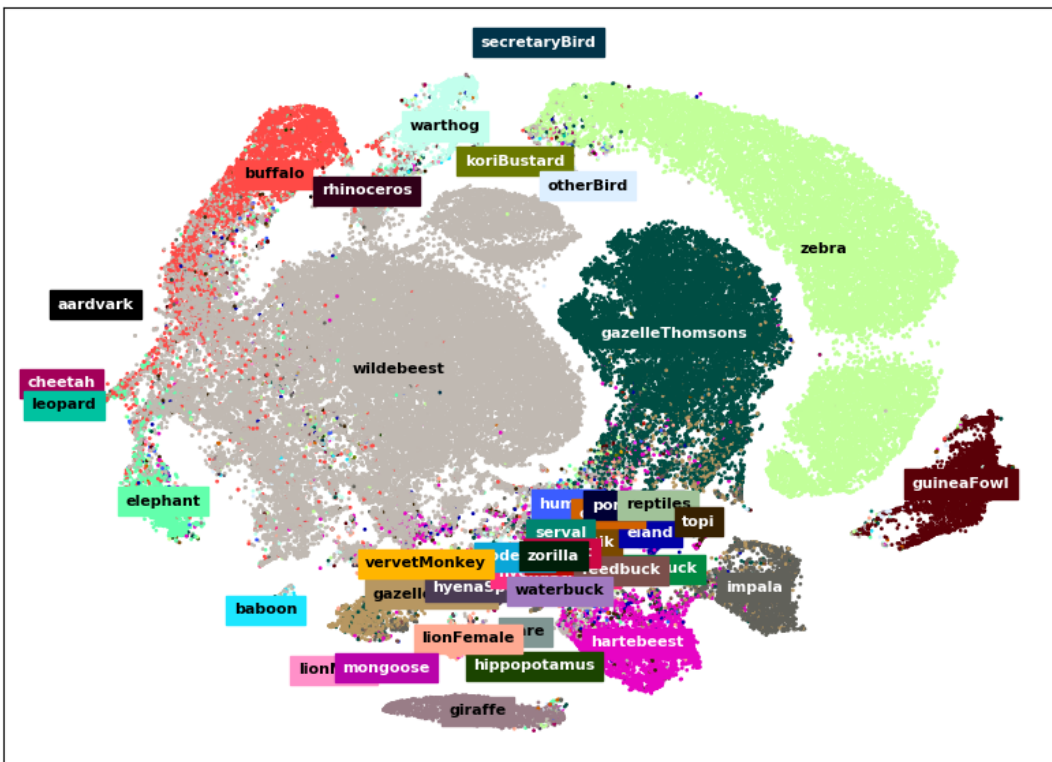 secretaryBird
warthog
koriBustard
buffalo
rhinoceros
otherBird
zebra
aardvark
gazelleThomsons
wildebeest
cheetah
leopard
guineaFowl
elephant
reptiles
topi
serval
eland
zorilla
vervetMonkey
waterbuck
impala
baboon
lionFemale
hartebeest
mongoose
hippopotamus
giraffe